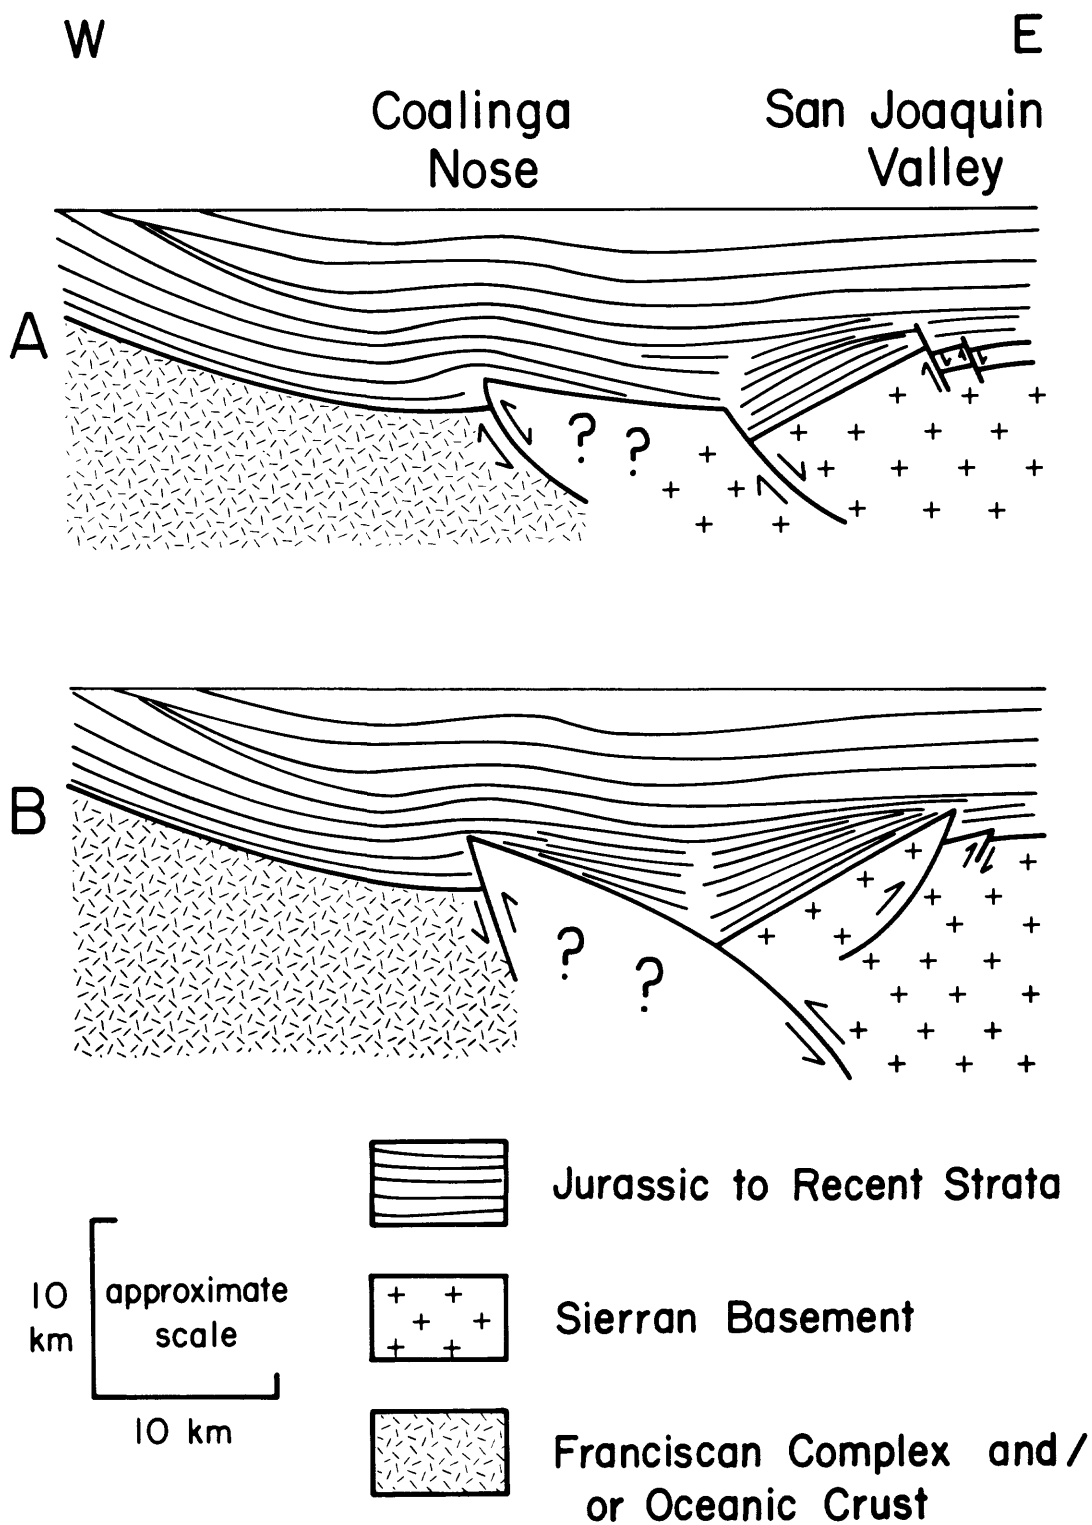 W
E
Coalinga
Nose
San Joaquin
Valley
A
? ?
B
?
?
Jurassic to Recent Strata
10
km
approximate
scale
10 km
Sierran Basement
Franciscan Complex and/
or Oceanic Crust